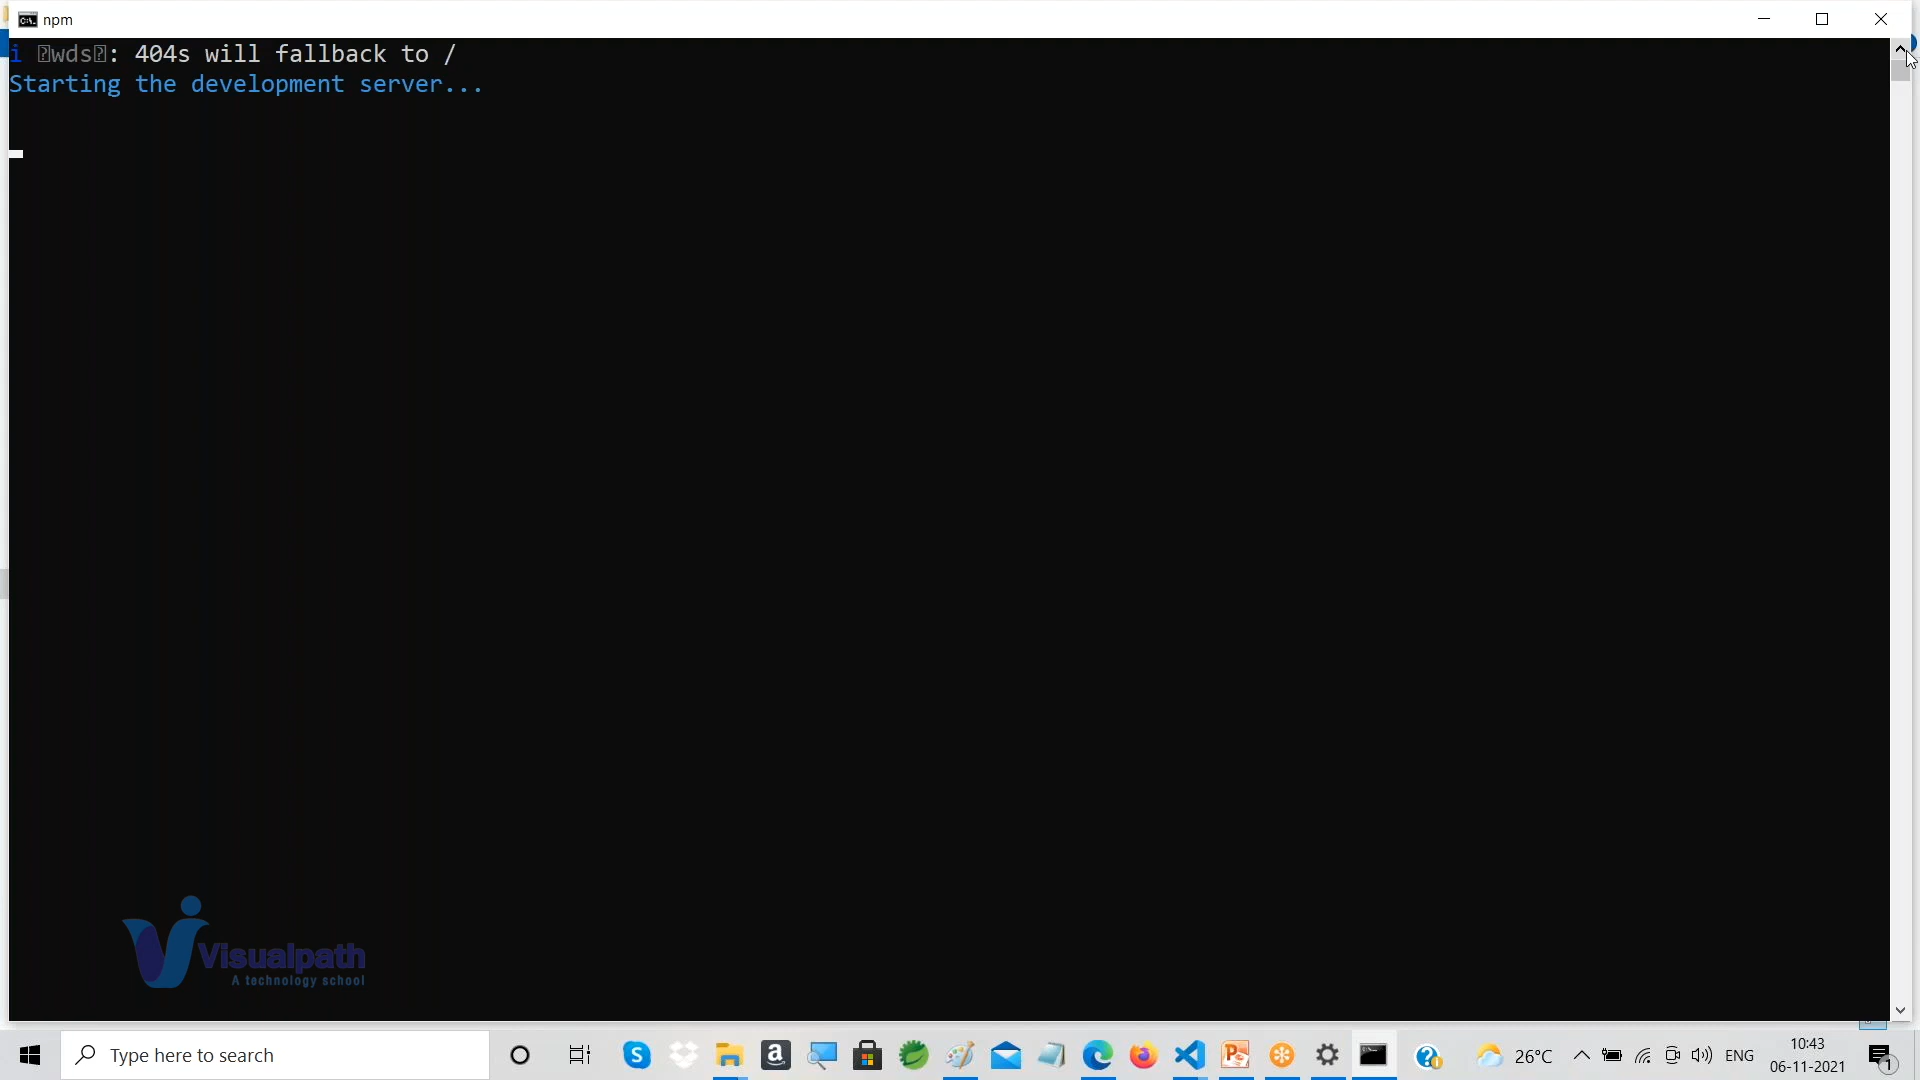 npm
i ⍰wds⍰: 404s will fallback to /
Starting the development server...
Visualpath
A technology school
Type here to search
26°C
ENG
10:43
06-11-2021
1